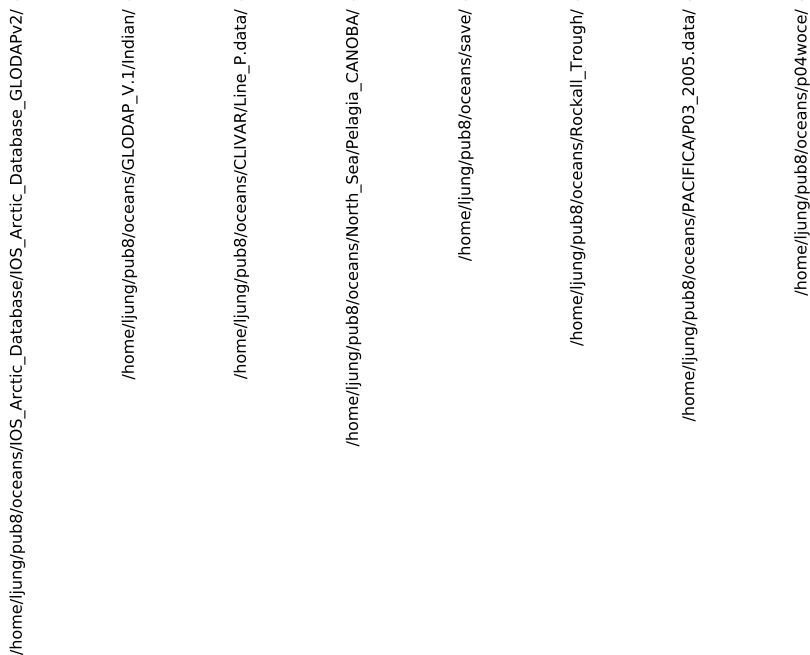 /home/ljung/pub8/oceans/IOS_Arctic_Database/IOS_Arctic_Database_GLODAPv2/
/home/ljung/pub8/oceans/GLODAP_V.1/Indian/
/home/ljung/pub8/oceans/CLIVAR/Line_P.data/
/home/ljung/pub8/oceans/North_Sea/Pelagia_CANOBA/
/home/ljung/pub8/oceans/save/
/home/ljung/pub8/oceans/Rockall_Trough/
/home/ljung/pub8/oceans/PACIFICA/P03_2005.data/
/home/ljung/pub8/oceans/p04woce/